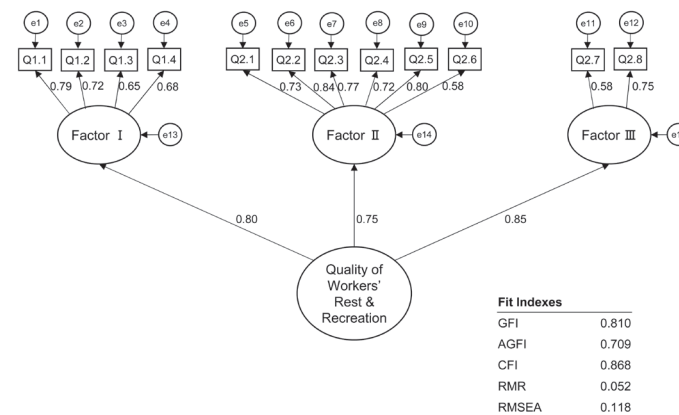 e1 e2 e3 e4 e5 e6 e7 e8 e9 e10 e11 e12
Q1.1 Q1.2 Q1.3 Q1.4 Q2.1 Q2.2 Q2.3 Q2.4 Q2.5 Q2.6 Q2.7 Q2.8
0.79 0.72 0.65 0.68 0.73 0.84 0.77 0.72 0.80 0.58 0.58 0.75
Factor Ⅰ e13 Factor Ⅱ e14 Factor Ⅲ
0.80 0.75 0.85
Quality of
Workers'
Rest &
Recreation
Fit Indexes
GFI 0.810
AGFI 0.709
CFI 0.868
RMR 0.052
RMSEA 0.118